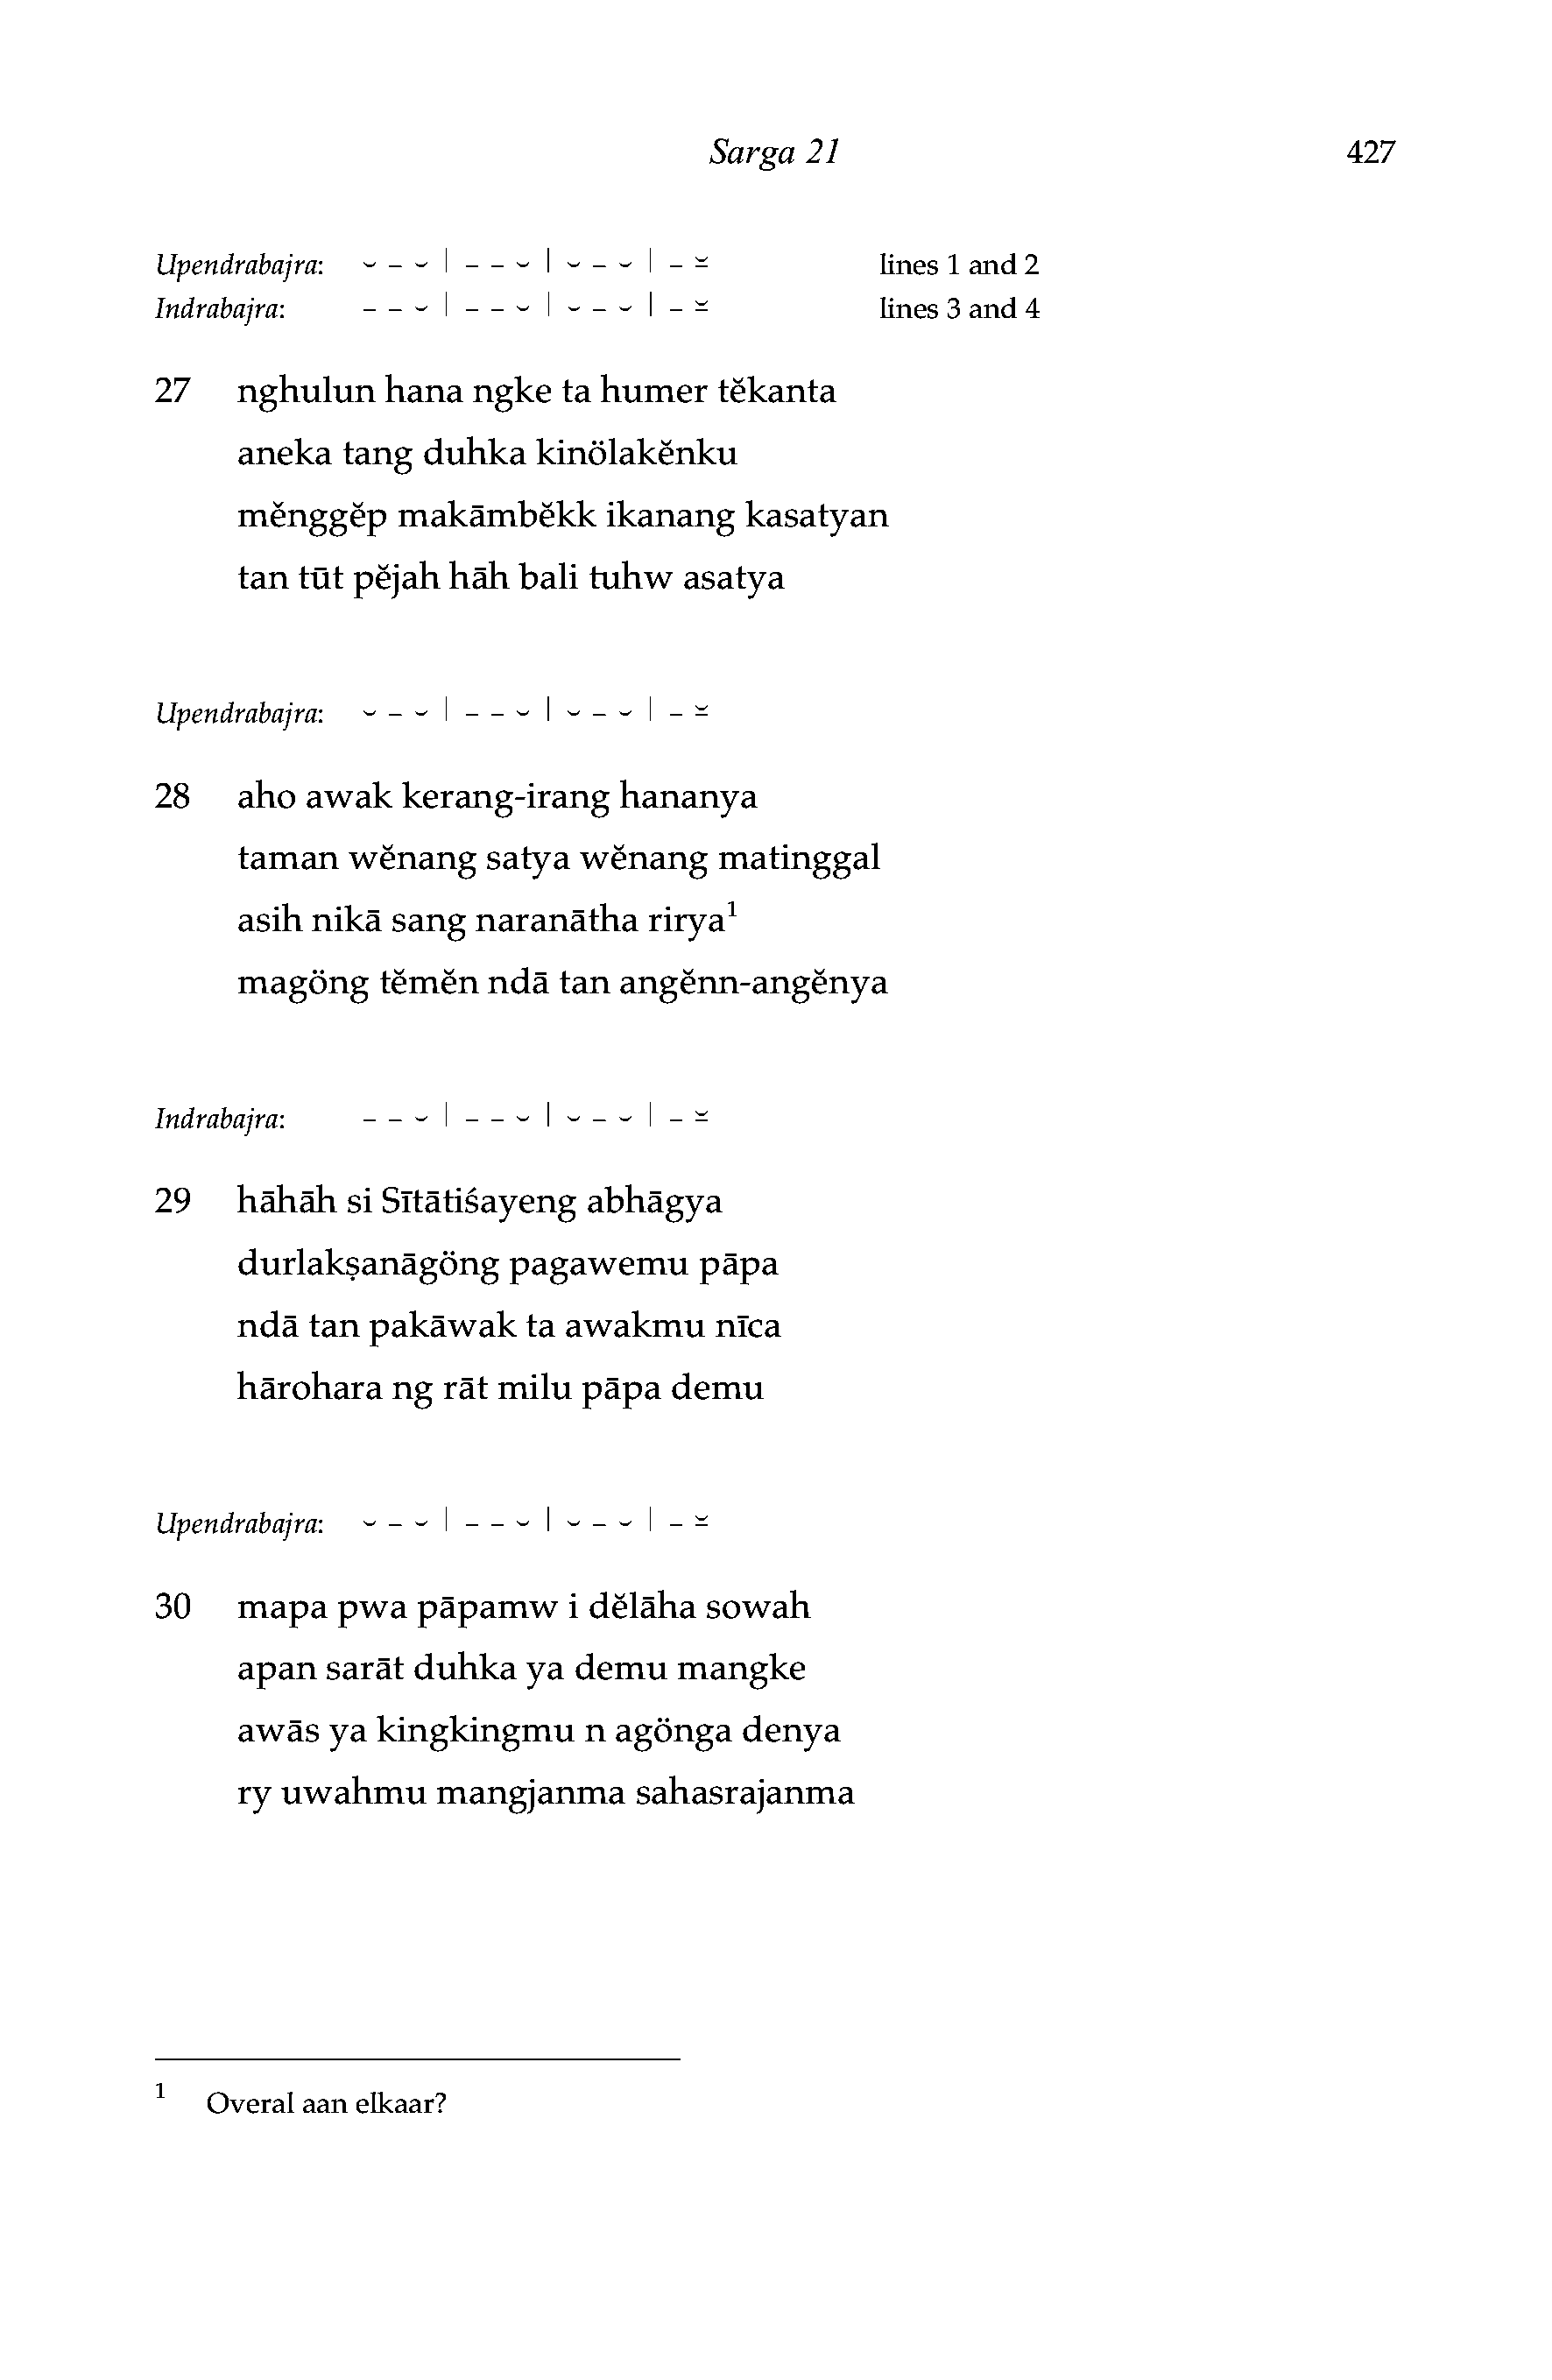 Sarga 21 427
Upendrabajra: ⏑ – ⏑ | – – ⏑ | ⏑ – ⏑ | – ⏓ lines 1 and 2
Indrabajra: – – ⏑ | – – ⏑ | ⏑ – ⏑ | – ⏓ lines 3 and 4
27 nghulun hana ngke ta humer tĕkanta
aneka tang duhka kinölakĕnku
mĕnggĕp makāmbĕkk ikanang kasatyan
tan tūt pĕjah hāh bali tuhw asatya
Upendrabajra: ⏑ – ⏑ | – – ⏑ | ⏑ – ⏑ | – ⏓
28 aho awak kerang-irang hananya
taman wĕnang satya wĕnang matinggal
asih nikā sang naranātha rirya¹
magöng tĕmĕn ndā tan angĕnn-angĕnya
Indrabajra: – – ⏑ | – – ⏑ | ⏑ – ⏑ | – ⏓
29 hāhāh si Sītātiśayeng abhāgya
durlakṣanāgöng pagawemu pāpa
ndā tan pakāwak ta awakmu nīca
hārohara ng rāt milu pāpa demu
Upendrabajra: ⏑ – ⏑ | – – ⏑ | ⏑ – ⏑ | – ⏓
30 mapa pwa pāpamw i dĕlāha sowah
apan sarāt duhka ya demu mangke
awās ya kingkingmu n agönga denya
ry uwahmu mangjanma sahasrajanma
¹ Overal aan elkaar?